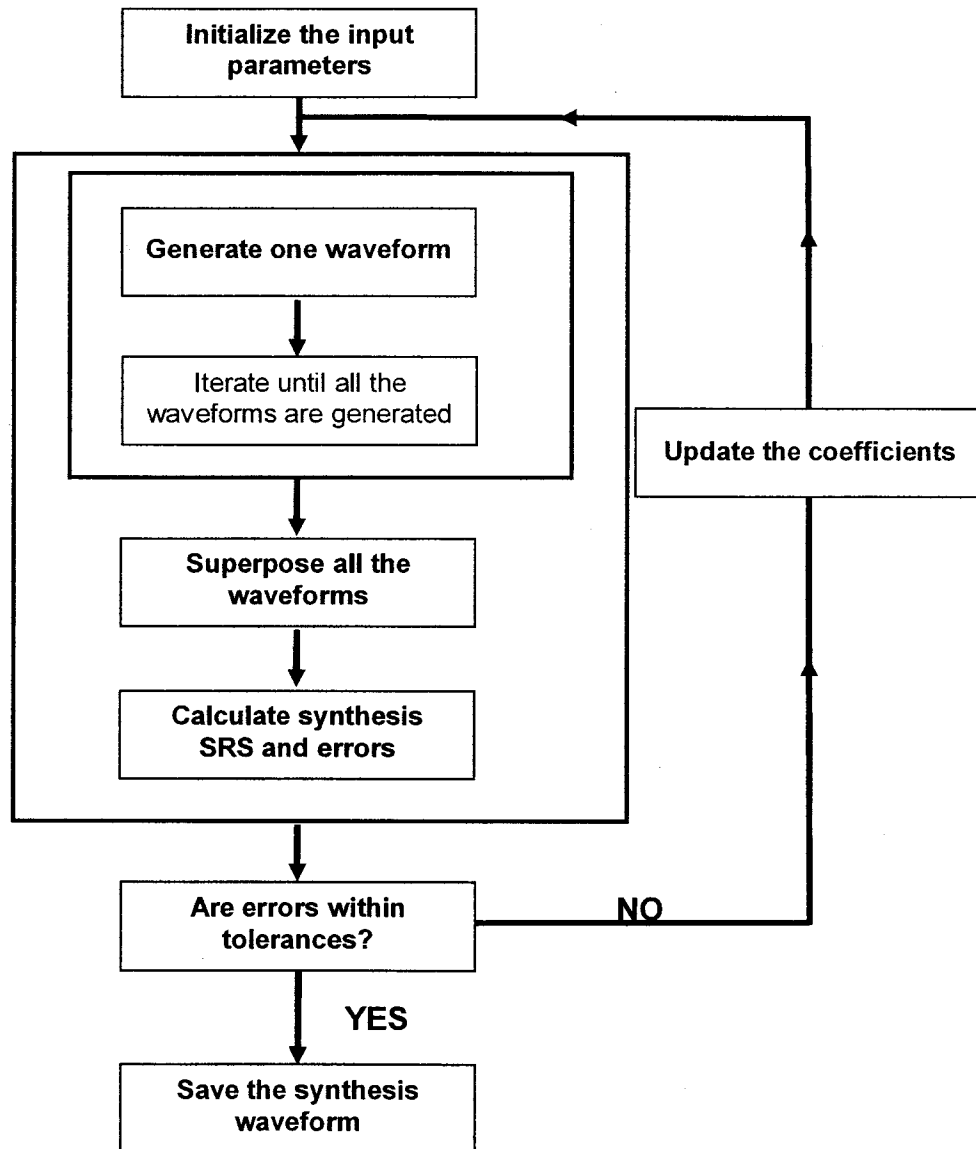 Initialize the input
parameters
Generate one waveform
Iterate until all the
waveforms are generated
Update the coefficients
Superpose all the
waveforms
Calculate synthesis
SRS and errors
Are errors within
tolerances?
NO
YES
Save the synthesis
waveform